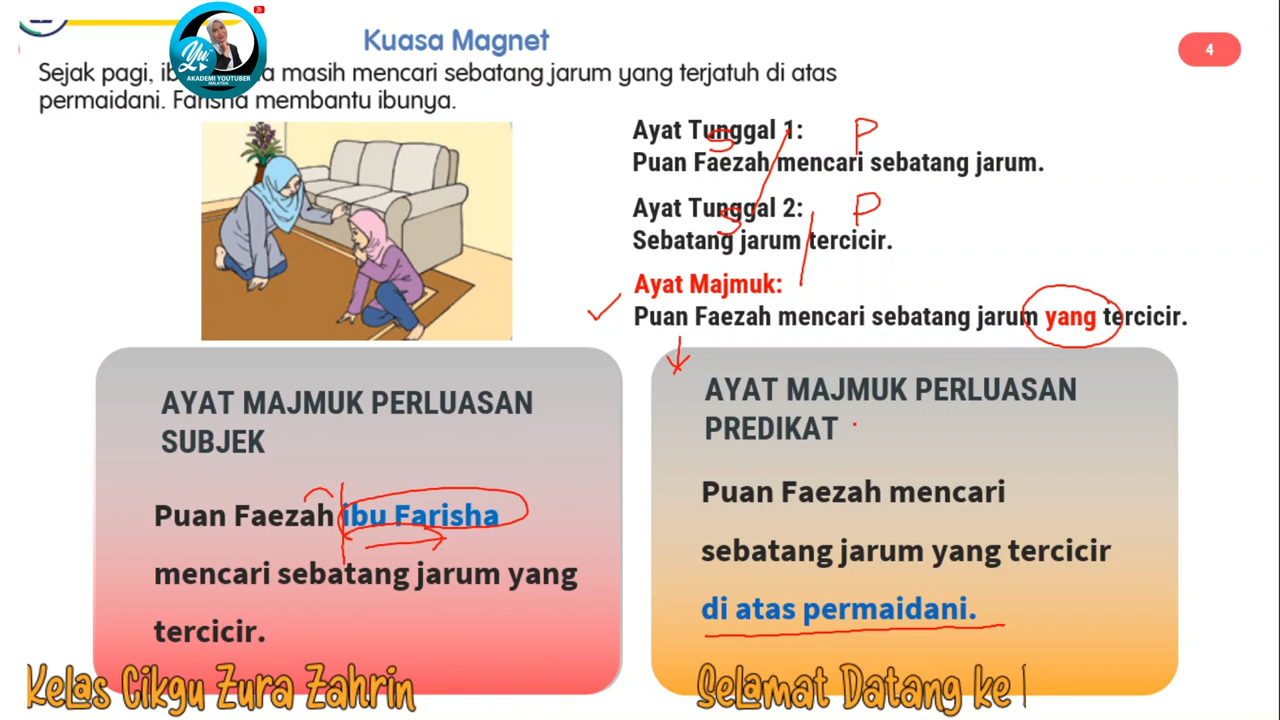 Kuasa Magnet
4
AKADEMI YOUTUBER
MALAYSIA
Sejak pagi, masih mencari sebatang jarum yang terjatuh di atas
permaidani. Farisha membantu ibunya.
Ayat Tunggal 1:
S P
Puan Faezah mencari sebatang jarum.
Ayat Tunggal 2:
S P
Sebatang jarum tercicir.
Ayat Majmuk:
Puan Faezah mencari sebatang jarum yang tercicir.
AYAT MAJMUK PERLUASAN
SUBJEK
Puan Faezah ibu Farisha
mencari sebatang jarum yang
tercicir.
AYAT MAJMUK PERLUASAN
PREDIKAT
Puan Faezah mencari
sebatang jarum yang tercicir
di atas permaidani.
Kelas Cikgu Zura Zahrin
Selamat Datang ke